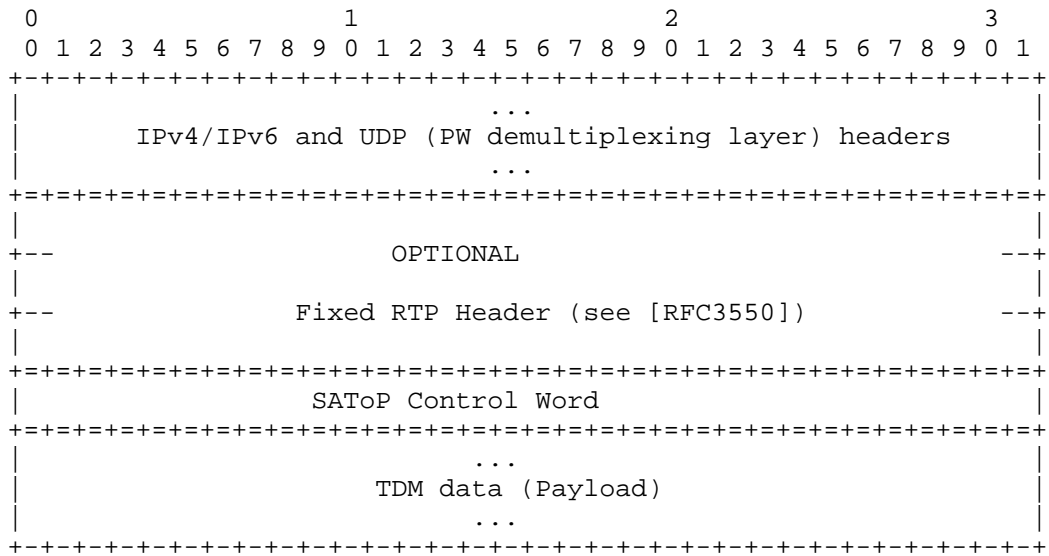 0                   1                   2                   3
 0 1 2 3 4 5 6 7 8 9 0 1 2 3 4 5 6 7 8 9 0 1 2 3 4 5 6 7 8 9 0 1
+-+-+-+-+-+-+-+-+-+-+-+-+-+-+-+-+-+-+-+-+-+-+-+-+-+-+-+-+-+-+-+-+
|                             ...                               |
|       IPv4/IPv6 and UDP (PW demultiplexing layer) headers     |
|                             ...                               |
+=+=+=+=+=+=+=+=+=+=+=+=+=+=+=+=+=+=+=+=+=+=+=+=+=+=+=+=+=+=+=+=+
|                                                               |
+--                     OPTIONAL                              --+
|                                                               |
+--               Fixed RTP Header (see [RFC3550])            --+
|                                                               |
+=+=+=+=+=+=+=+=+=+=+=+=+=+=+=+=+=+=+=+=+=+=+=+=+=+=+=+=+=+=+=+=+
|                  SAToP Control Word                           |
+=+=+=+=+=+=+=+=+=+=+=+=+=+=+=+=+=+=+=+=+=+=+=+=+=+=+=+=+=+=+=+=+
|                            ...                                |
|                      TDM data (Payload)                       |
|                            ...                                |
+-+-+-+-+-+-+-+-+-+-+-+-+-+-+-+-+-+-+-+-+-+-+-+-+-+-+-+-+-+-+-+-+